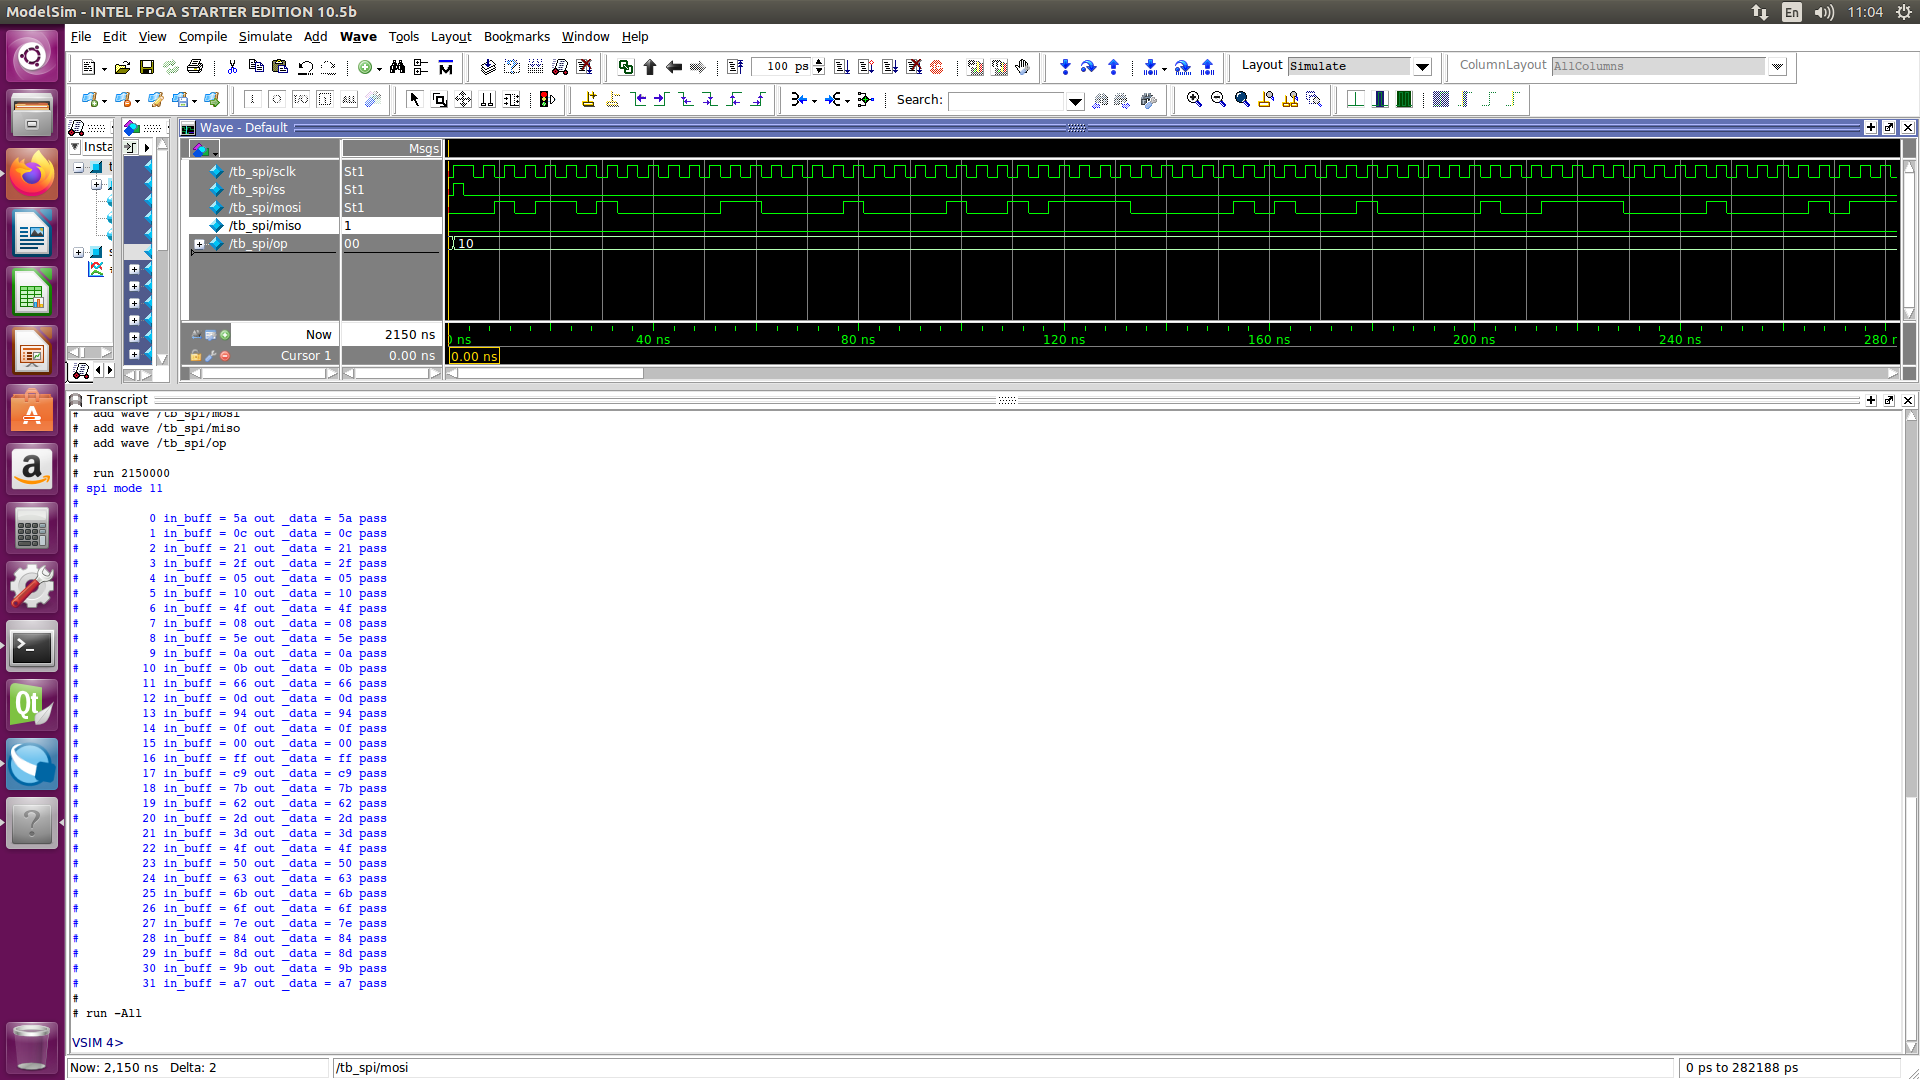 ModelSim - INTEL FPGA STARTER EDITION 10.5b
En
11:04
File Edit View Compile Simulate Add Wave Tools Layout Bookmarks Window Help
100 ps
Layout Simulate
ColumnLayout AllColumns
Search:
Insta
Wave - Default
Msgs
/tb_spi/sclk St1
/tb_spi/ss St1
/tb_spi/mosi St1
/tb_spi/miso 1
/tb_spi/op 00
10
Now 2150 ns
ns 40 ns 80 ns 120 ns 160 ns 200 ns 240 ns 280 n
Cursor 1 0.00 ns
0.00 ns
Transcript
# add wave /tb_spi/mosi
# add wave /tb_spi/miso
# add wave /tb_spi/op
#
# run 2150000
# spi mode 11
#
# 0 in_buff = 5a out _data = 5a pass
# 1 in_buff = 0c out _data = 0c pass
# 2 in_buff = 21 out _data = 21 pass
# 3 in_buff = 2f out _data = 2f pass
# 4 in_buff = 05 out _data = 05 pass
# 5 in_buff = 10 out _data = 10 pass
# 6 in_buff = 4f out _data = 4f pass
# 7 in_buff = 08 out _data = 08 pass
# 8 in_buff = 5e out _data = 5e pass
# 9 in_buff = 0a out _data = 0a pass
# 10 in_buff = 0b out _data = 0b pass
# 11 in_buff = 66 out _data = 66 pass
# 12 in_buff = 0d out _data = 0d pass
# 13 in_buff = 94 out _data = 94 pass
# 14 in_buff = 0f out _data = 0f pass
# 15 in_buff = 00 out _data = 00 pass
# 16 in_buff = ff out _data = ff pass
# 17 in_buff = c9 out _data = c9 pass
# 18 in_buff = 7b out _data = 7b pass
# 19 in_buff = 62 out _data = 62 pass
# 20 in_buff = 2d out _data = 2d pass
# 21 in_buff = 3d out _data = 3d pass
# 22 in_buff = 4f out _data = 4f pass
# 23 in_buff = 50 out _data = 50 pass
# 24 in_buff = 63 out _data = 63 pass
# 25 in_buff = 6b out _data = 6b pass
# 26 in_buff = 6f out _data = 6f pass
# 27 in_buff = 7e out _data = 7e pass
# 28 in_buff = 84 out _data = 84 pass
# 29 in_buff = 8d out _data = 8d pass
# 30 in_buff = 9b out _data = 9b pass
# 31 in_buff = a7 out _data = a7 pass
#
# run -All
VSIM 4>
Now: 2,150 ns Delta: 2
/tb_spi/mosi
0 ps to 282188 ps